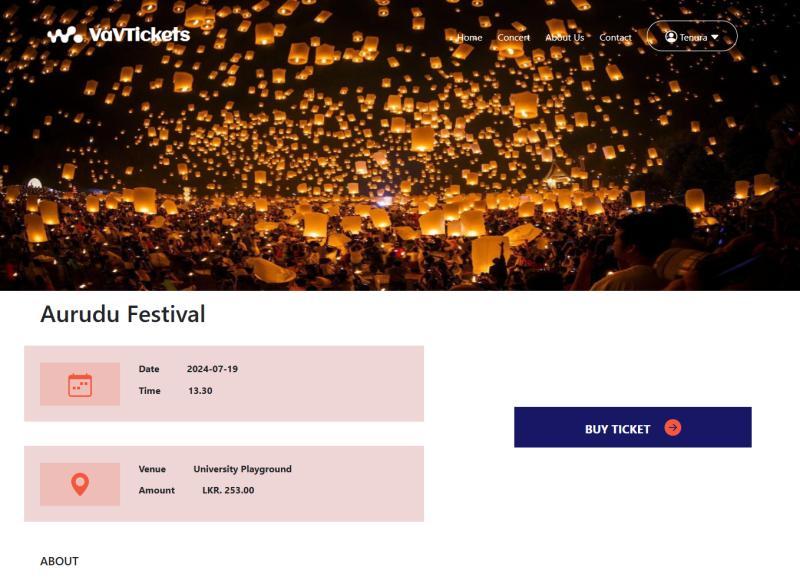 VavTickets
Home Concert About Us Contact Tenura
Aurudu Festival
Date 2024-07-19
Time 13.30
BUY TICKET
Venue University Playground
Amount LKR. 253.00
ABOUT